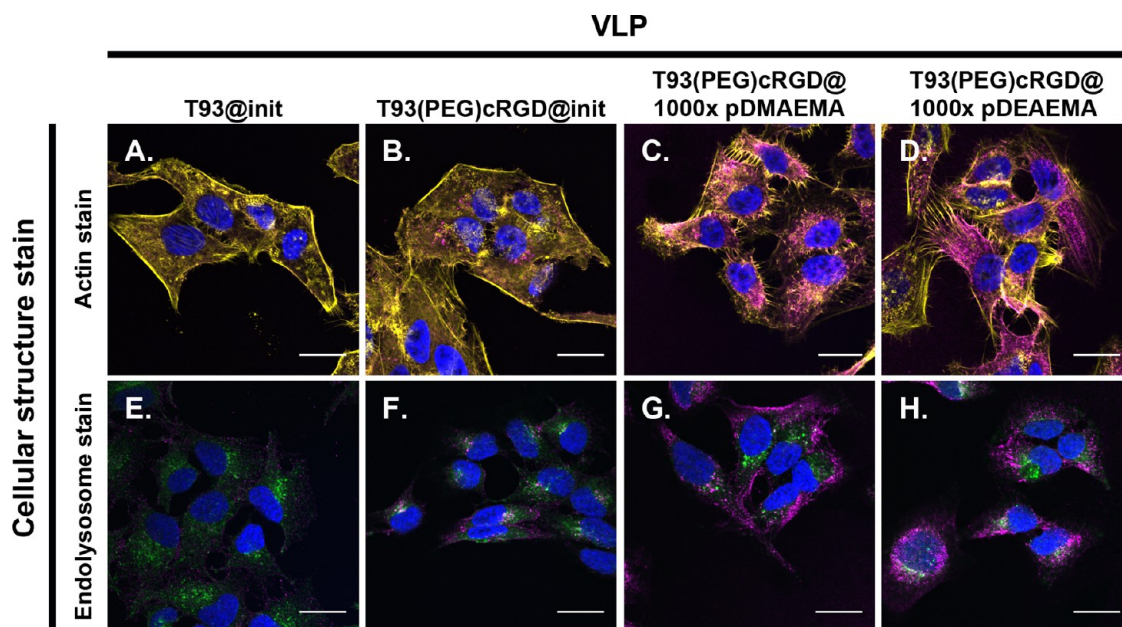 VLP
T93@init
T93(PEG)cRGD@init
T93(PEG)cRGD@
1000x pDMAEMA
T93(PEG)cRGD@
1000x pDEAEMA
Cellular structure stain
Actin stain
A.
B.
C.
D.
Endolysosome stain
E.
F.
G.
H.